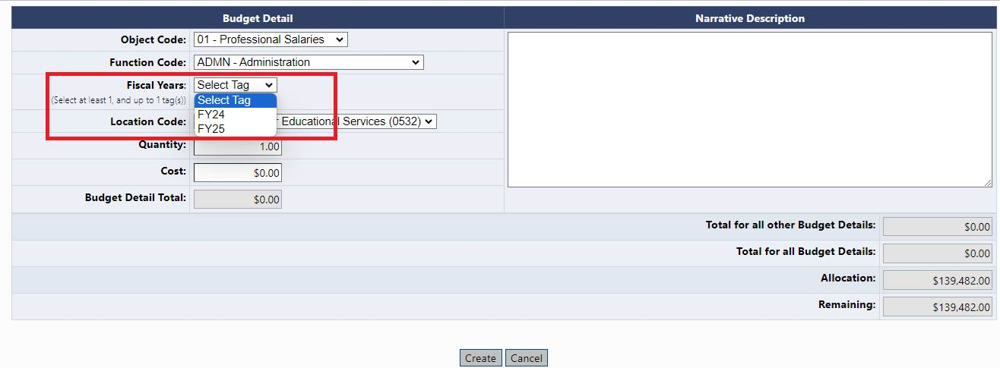 Budget Detail
Narrative Description
Object Code: 01 - Professional Salaries
Function Code: ADMN - Administration
Fiscal Years: Select Tag
(Select at least 1, and up to 1 tag(s))
Select Tag
FY24
FY25
Location Code: Educational Services (0532)
Quantity: 1.00
Cost: $0.00
Budget Detail Total: $0.00
Total for all other Budget Details: $0.00
Total for all Budget Details: $0.00
Allocation: $139,482.00
Remaining: $139,482.00
Create Cancel